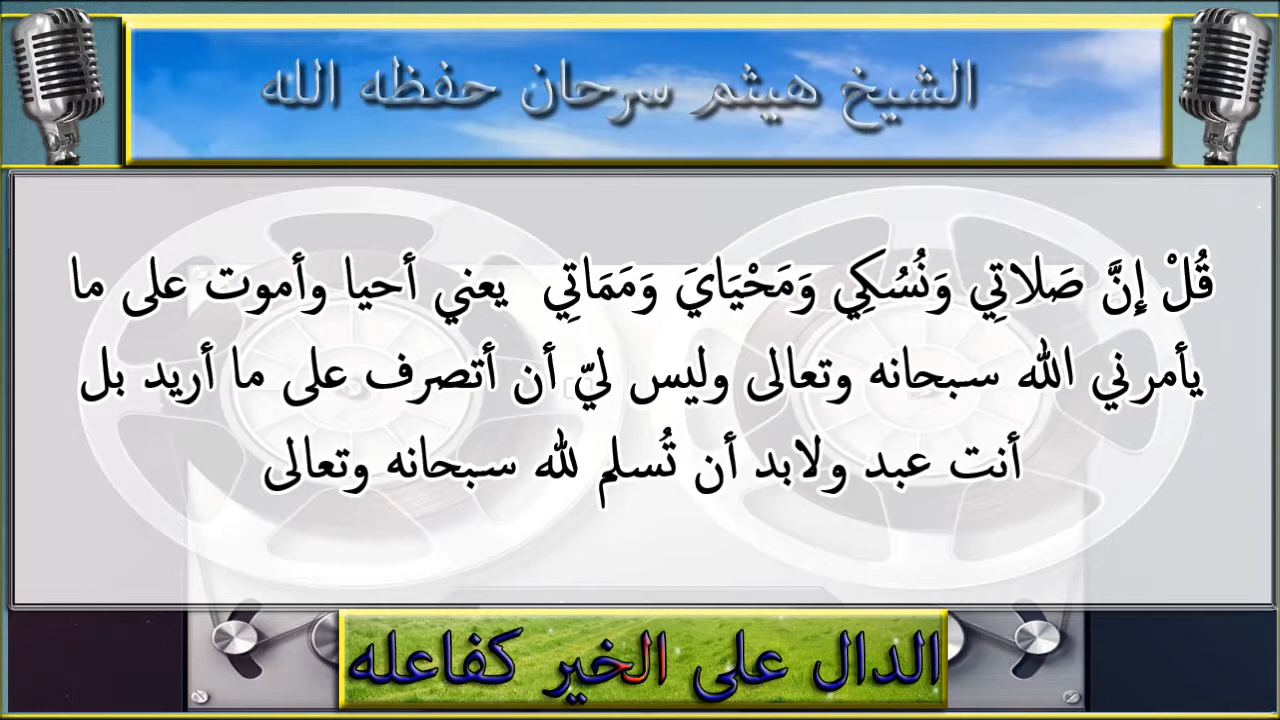 الشيخ هيثم سرحان حفظه الله
قُلْ إِنَّ صَلاتِي وَنُسُكِي وَمَحْيَايَ وَمَمَاتِي يعني أحيا وأموت على ما
يأمرني الله سبحانه وتعالى وليس ليّ أن أتصرف على ما أريد بل
أنت عبد ولابد أن تُسلم لله سبحانه وتعالى
الدال على الخير كفاعله